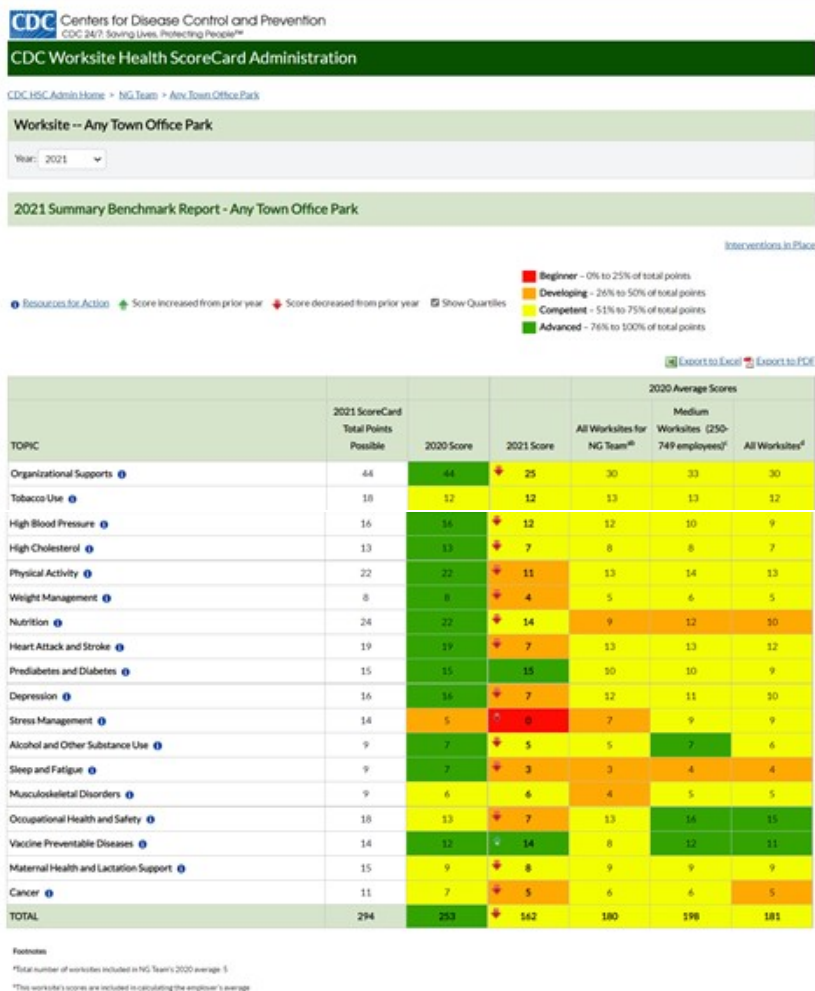 CDC Centers for Disease Control and Prevention
CDC 24/7: Saving Lives, Protecting People™
CDC Worksite Health ScoreCard Administration
CDC HSC Admin Home > NG Team > Any Town Office Park
Worksite -- Any Town Office Park
Year: 2021
2021 Summary Benchmark Report - Any Town Office Park
Interventions in Place
Beginner - 0% to 25% of total points
Developing - 26% to 50% of total points
Resources for Action Score increased from prior year Score decreased from prior year Show Quartiles
Competent - 51% to 75% of total points
Advanced - 76% to 100% of total points
Export to Excel Export to PDF
2020 Average Scores
2021 ScoreCard Medium
Total Points All Worksites for Worksites (250-
TOPIC Possible 2020 Score 2021 Score NG Team^ab 749 employees)^c All Worksites^d
Organizational Supports 44 44 25 30 33 30
Tobacco Use 18 12 12 13 13 12
High Blood Pressure 16 16 12 12 10 9
High Cholesterol 13 13 7 8 8 7
Physical Activity 22 22 11 13 14 13
Weight Management 8 8 4 5 6 5
Nutrition 24 22 14 9 12 10
Heart Attack and Stroke 19 19 7 13 13 12
Prediabetes and Diabetes 15 15 15 10 10 9
Depression 16 16 7 12 11 10
Stress Management 14 5 0 7 9 9
Alcohol and Other Substance Use 9 7 5 5 7 6
Sleep and Fatigue 9 7 3 3 4 4
Musculoskeletal Disorders 9 6 6 4 5 5
Occupational Health and Safety 18 13 7 13 16 15
Vaccine Preventable Diseases 14 12 14 8 12 11
Maternal Health and Lactation Support 15 9 8 9 9 9
Cancer 11 7 5 6 6 5
TOTAL 294 253 162 180 198 181
Footnotes
^aTotal number of worksites included in NG Team's 2020 average: 5
^bThis worksite's scores are included in calculating the employer's average